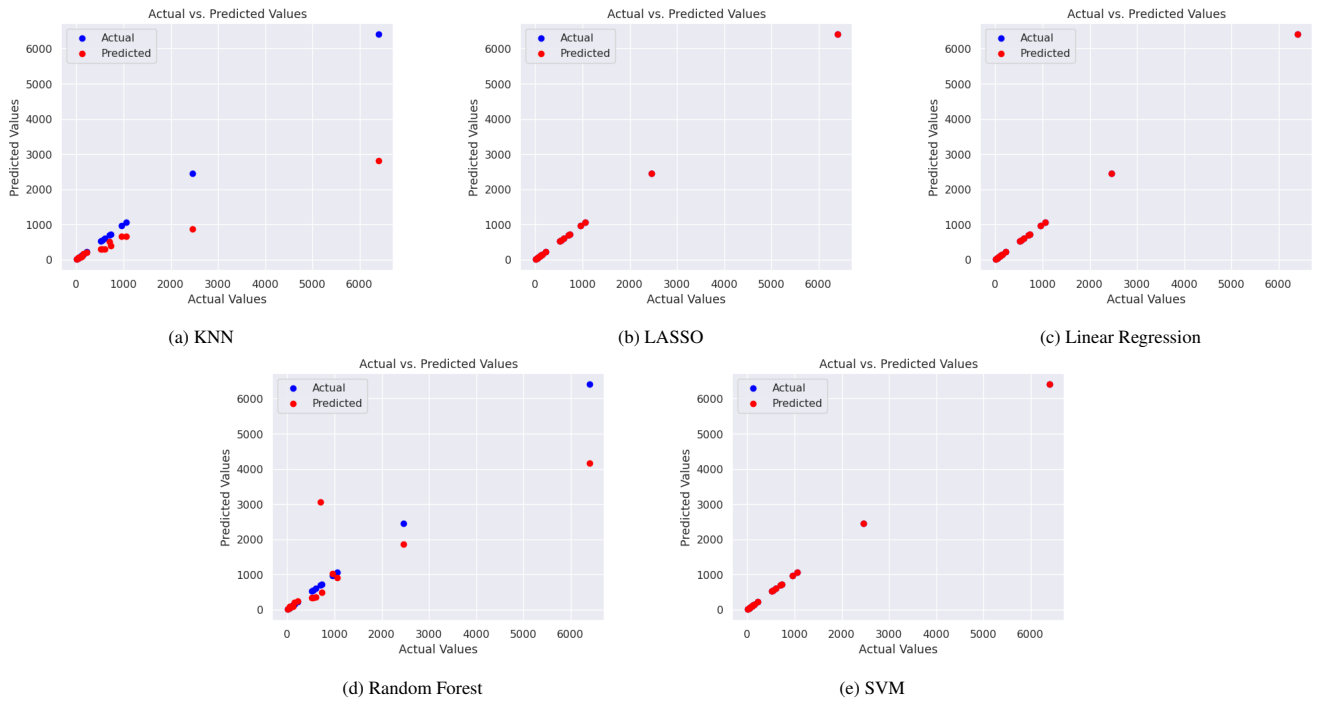 Actual vs. Predicted Values
Actual
Predicted
Predicted Values
6000
5000
4000
3000
2000
1000
0
0 1000 2000 3000 4000 5000 6000
Actual Values
(a) KNN
Actual vs. Predicted Values
Actual
Predicted
Predicted Values
6000
5000
4000
3000
2000
1000
0
0 1000 2000 3000 4000 5000 6000
Actual Values
(b) LASSO
Actual vs. Predicted Values
Actual
Predicted
Predicted Values
6000
5000
4000
3000
2000
1000
0
0 1000 2000 3000 4000 5000 6000
Actual Values
(c) Linear Regression
Actual vs. Predicted Values
Actual
Predicted
Predicted Values
6000
5000
4000
3000
2000
1000
0
0 1000 2000 3000 4000 5000 6000
Actual Values
(d) Random Forest
Actual vs. Predicted Values
Actual
Predicted
Predicted Values
6000
5000
4000
3000
2000
1000
0
0 1000 2000 3000 4000 5000 6000
Actual Values
(e) SVM